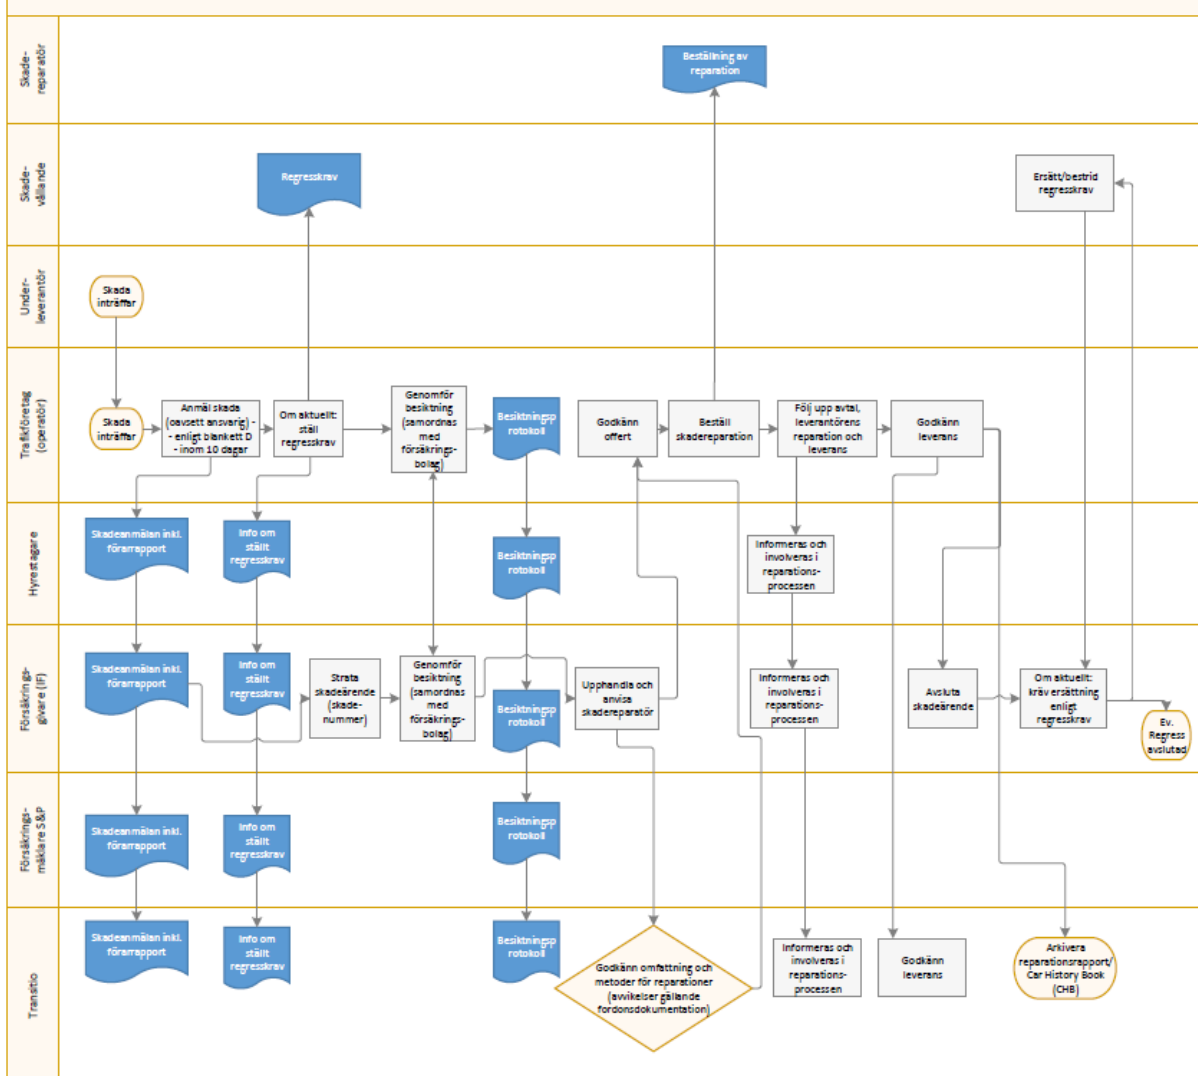 Skade-
reparatör
Beställning av
reparation
Skade-
vållande
Regresskrav
Ersätt/bestrid
regresskrav
Under-
leverantör
Skada
inträffar
Trafikföretag
(operatör)
Skada
inträffar
Anmäl skada
(oavsett ansvarig) -
- enligt blankett D
- inom 10 dagar
Om aktuellt:
ställ
regresskrav
Genomför
besiktning
(samordnas
med
försäkrings-
bolag)
Besiktningsp
rotokoll
Godkänn
offert
Beställ
skadereparation
Följ upp avtal,
leverantörens
reparation och
leverans
Godkänn
leverans
Hyrestagare
Skadeanmälan inkl.
förarrapport
Info om
ställt
regresskrav
Besiktningsp
rotokoll
Informeras och
involveras i
reparations-
processen
Försäkrings-
givare (IF)
Skadeanmälan inkl.
förarrapport
Info om
ställt
regresskrav
Strata
skadeärende
(skade-
nummer)
Genomför
besiktning
(samordnas
med
försäkrings-
bolag)
Besiktningsp
rotokoll
Upphandla och
anvisa
skadereparatör
Informeras och
involveras i
reparations-
processen
Avsluta
skadeärende
Om aktuellt:
kräv ersättning
enligt
regresskrav
Ev.
Regress
avslutad
Försäkrings-
mäklare S&P
Skadeanmälan inkl.
förarrapport
Info om
ställt
regresskrav
Besiktningsp
rotokoll
Transitio
Skadeanmälan inkl.
förarrapport
Info om
ställt
regresskrav
Besiktningsp
rotokoll
Godkänn omfattning och
metoder för reparationer
(avvikelser gällande
fordonsdokumentation)
Informeras och
involveras i
reparations-
processen
Godkänn
leverans
Arkivera
reparationsrapport/
Car History Book
(CHB)